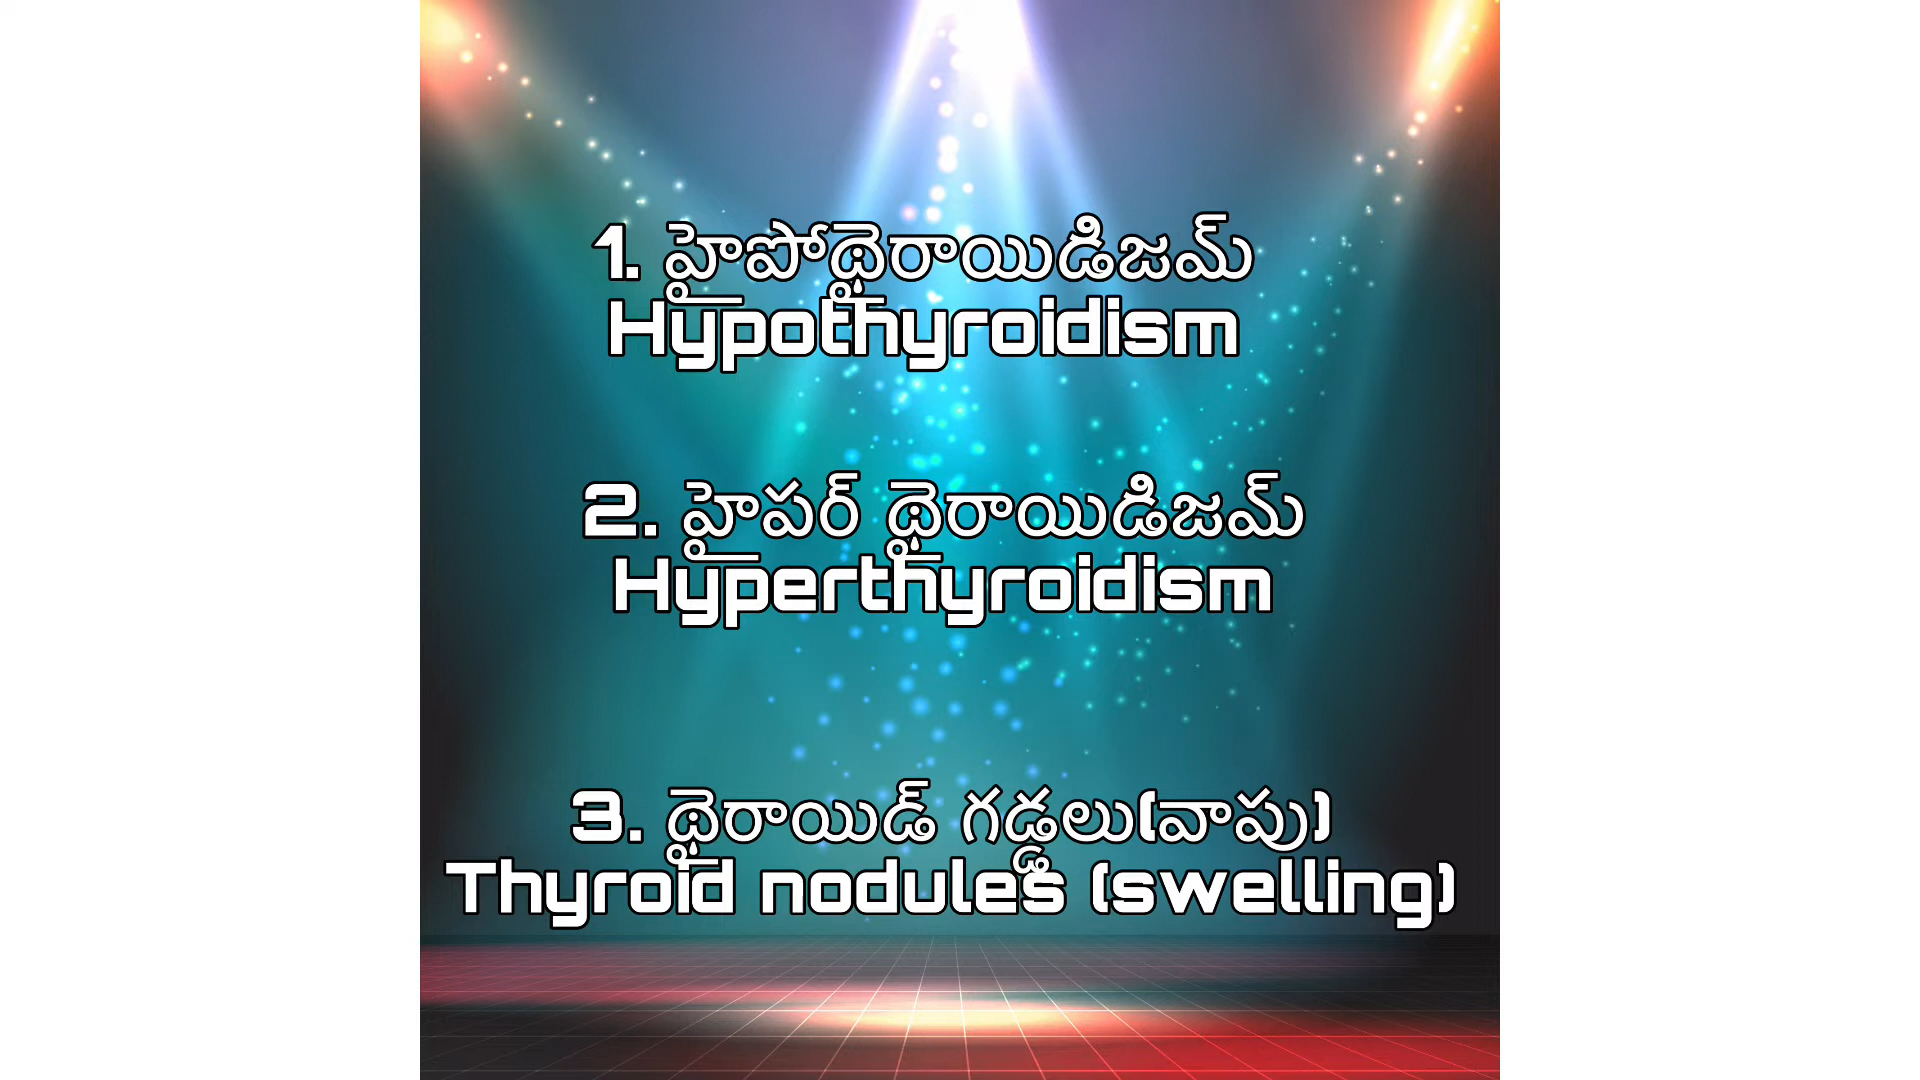 1. హైపోథైరాయిడిజమ్
Hypothyroidism
2. హైపర్ థైరాయిడిజమ్
Hyperthyroidism
3. థైరాయిడ్ గడ్డలు(వాపు)
Thyroid nodules (swelling)